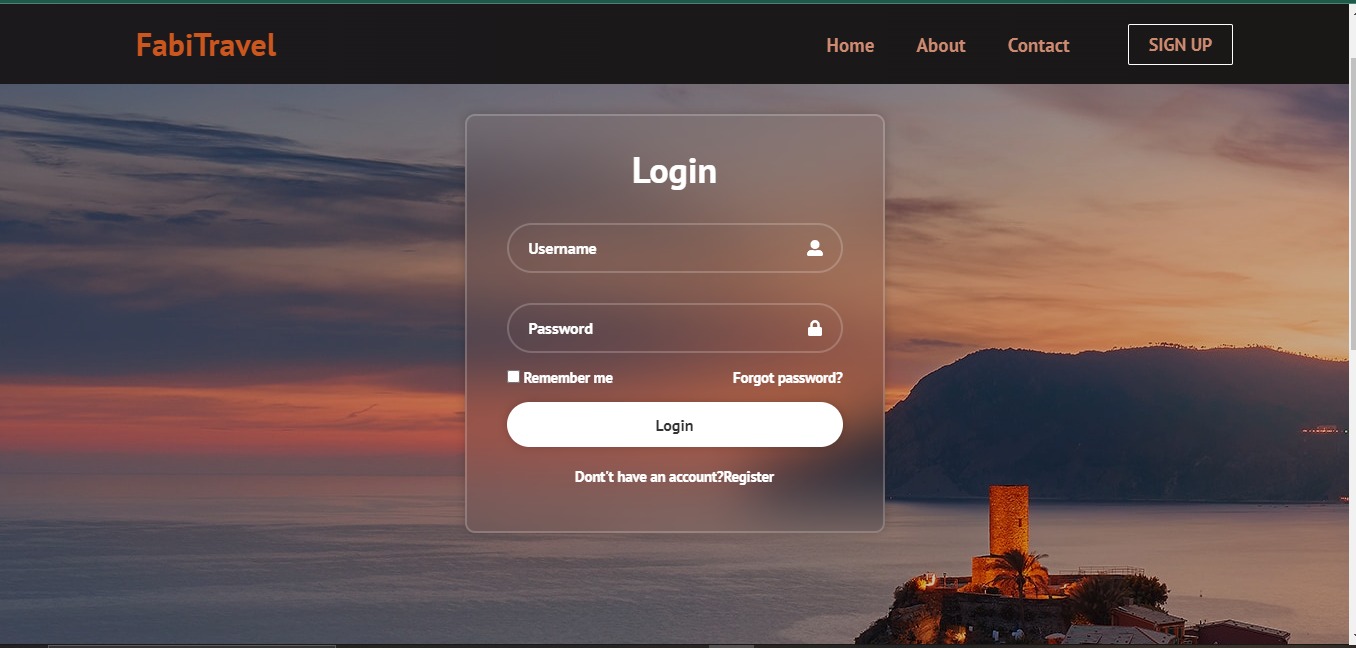 FabiTravel
Home About Contact SIGN UP
Login
Username
Password
Remember me Forgot password?
Login
Dont't have an account?Register